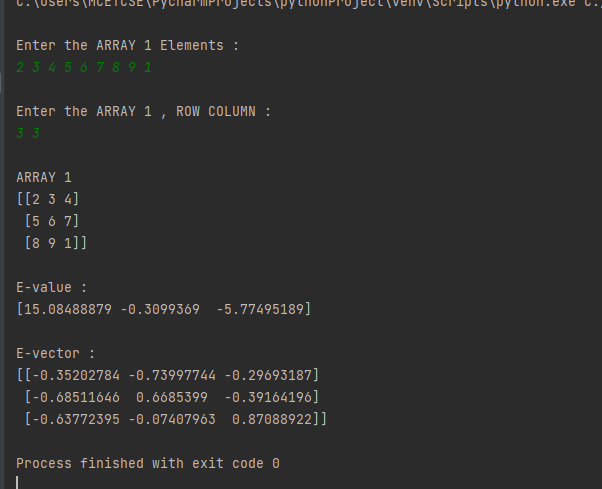 C:\Users\MCETCSE\PycharmProjects\pythonProject\venv\Scripts\python.exe C:/
Enter the ARRAY 1 Elements :
2 3 4 5 6 7 8 9 1
Enter the ARRAY 1 , ROW COLUMN :
3 3
ARRAY 1
[[2 3 4]
[5 6 7]
[8 9 1]]
E-value :
[15.08488879 -0.3099369  -5.77495189]
E-vector :
[[-0.35202784 -0.73997744 -0.29693187]
[-0.68511646  0.6685399  -0.39164196]
[-0.63772395 -0.07407963  0.87088922]]
Process finished with exit code 0